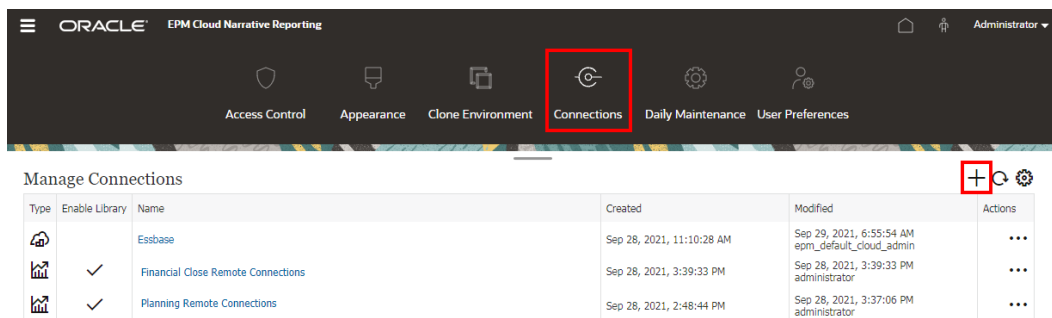 ORACLE® EPM Cloud Narrative Reporting Administrator
Access Control Appearance Clone Environment Connections Daily Maintenance User Preferences
Manage Connections
Type Enable Library Name Created Modified Actions
Essbase Sep 28, 2021, 11:10:28 AM Sep 29, 2021, 6:55:54 AM
epm_default_cloud_admin
Financial Close Remote Connections Sep 28, 2021, 3:39:33 PM Sep 28, 2021, 3:39:33 PM
administrator
Planning Remote Connections Sep 28, 2021, 2:48:44 PM Sep 28, 2021, 3:37:06 PM
administrator